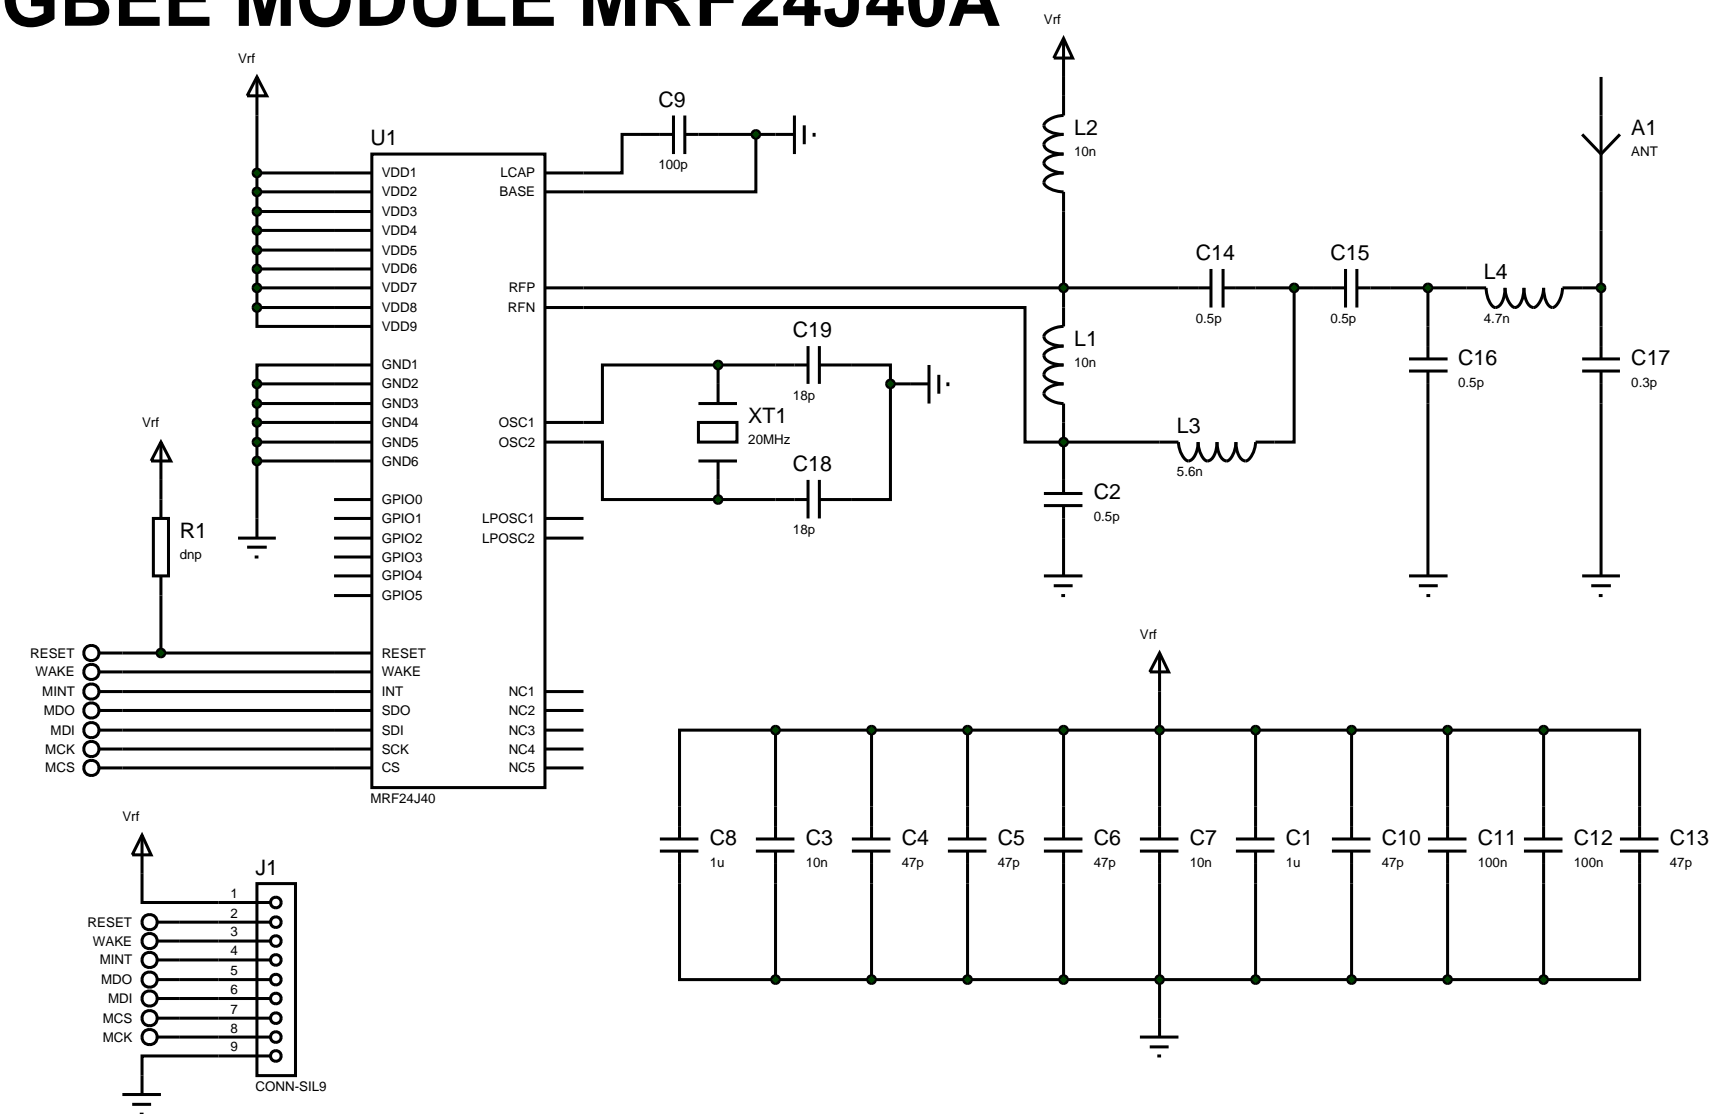 GBEE MODULE MRF24J40A
Vrf
Vrf
C9
100p
U1
VDD1
VDD2
VDD3
VDD4
VDD5
VDD6
VDD7
VDD8
VDD9
GND1
GND2
GND3
GND4
GND5
GND6
GPIO0
GPIO1
GPIO2
GPIO3
GPIO4
GPIO5
RESET
WAKE
INT
SDO
SDI
SCK
CS
LCAP
BASE
RFP
RFN
OSC1
OSC2
LPOSC1
LPOSC2
NC1
NC2
NC3
NC4
NC5
MRF24J40
L2
10n
A1
ANT
C14
0.5p
C15
0.5p
L4
4.7n
C19
18p
L1
10n
C16
0.5p
C17
0.3p
XT1
20MHz
C18
18p
L3
5.6n
C2
0.5p
Vrf
R1
dnp
RESET
WAKE
MINT
MDO
MDI
MCK
MCS
Vrf
C8
1u
C3
10n
C4
47p
C5
47p
C6
47p
C7
10n
C1
1u
C10
47p
C11
100n
C12
100n
C13
47p
Vrf
J1
1
RESET 2
WAKE 3
MINT 4
MDO 5
MDI 6
MCS 7
MCK 8
9
CONN-SIL9